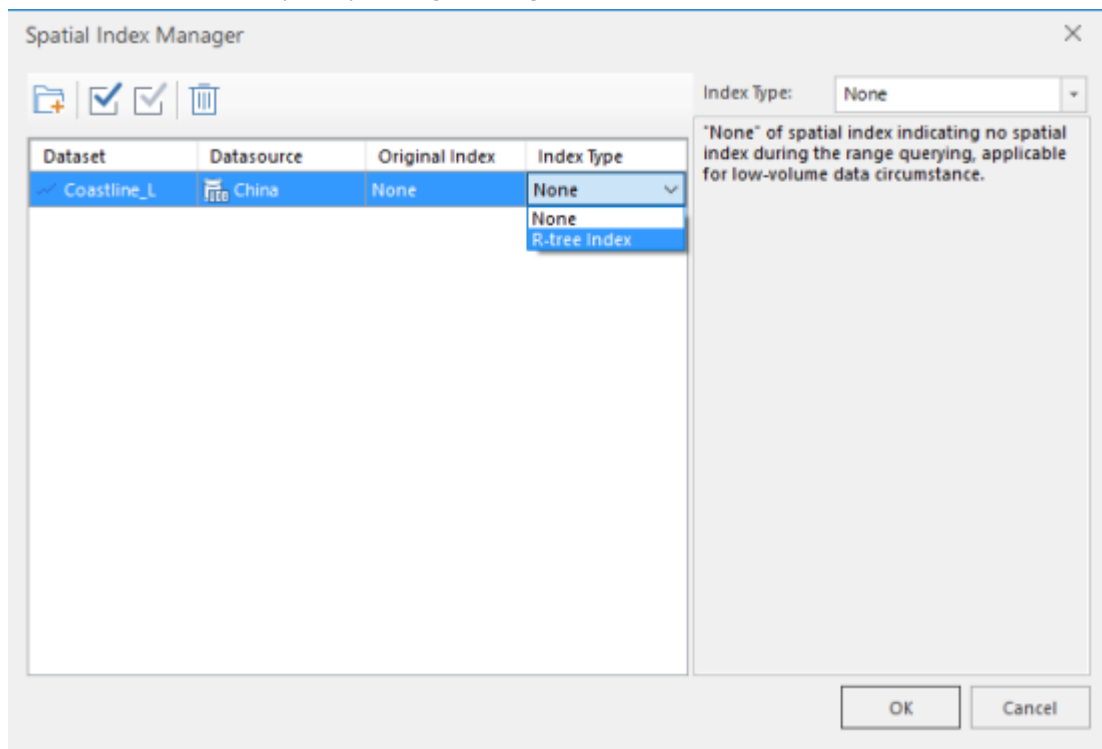 Spatial Index Manager
Index Type: None
"None" of spatial index indicating no spatial
index during the range querying, applicable
for low-volume data circumstance.
Dataset Datasource Original Index Index Type
Coastline_L China None None
None
R-tree Index
OK Cancel